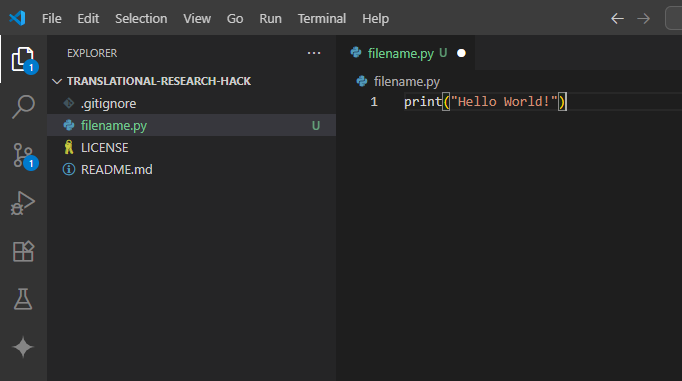 File Edit Selection View Go Run Terminal Help
EXPLORER
TRANSLATIONAL-RESEARCH-HACK
.gitignore
filename.py U
LICENSE
README.md
1
1
filename.py U
filename.py
1 print("Hello World!")